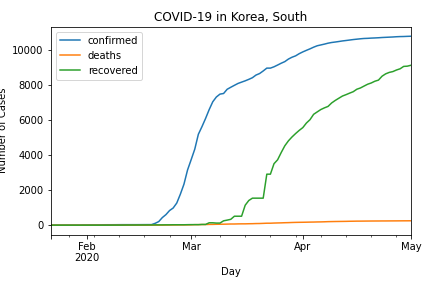 COVID-19 in Korea, South
confirmed
deaths
recovered
10000
8000
6000
4000
2000
0
Number of Cases
Feb
2020
Mar
Apr
May
Day